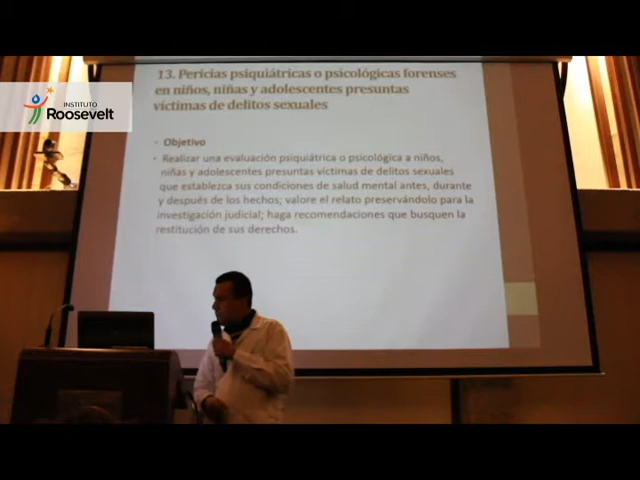 INSTITUTO
Roosevelt
13. Pericias psiquiátricas o psicológicas forenses
en niños, niñas y adolescentes presuntas
víctimas de delitos sexuales
• Objetivo
• Realizar una evaluación psiquiátrica o psicológica a niños,
niñas y adolescentes presuntas víctimas de delitos sexuales
que establezca sus condiciones de salud mental antes, durante
y después de los hechos; valore el relato preservándolo para la
investigación judicial; haga recomendaciones que busquen la
restitución de sus derechos.